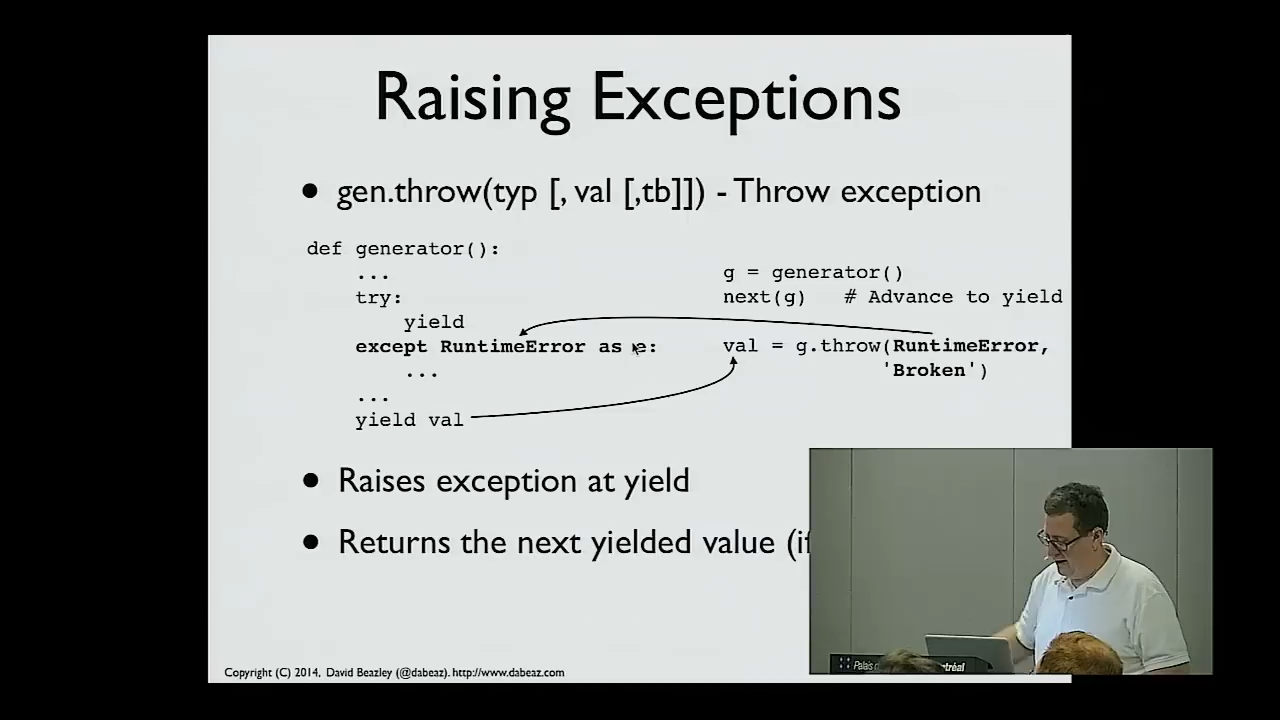 Raising Exceptions
• gen.throw(typ [, val [,tb]]) - Throw exception
def generator():
...
try:
yield
except RuntimeError as e:
...
...
yield val
g = generator()
next(g) # Advance to yield
val = g.throw(RuntimeError,
'Broken')
• Raises exception at yield
• Returns the next yielded value (if
Palais
Copyright (C) 2014, David Beazley (@dabeaz). http://www.dabeaz.com